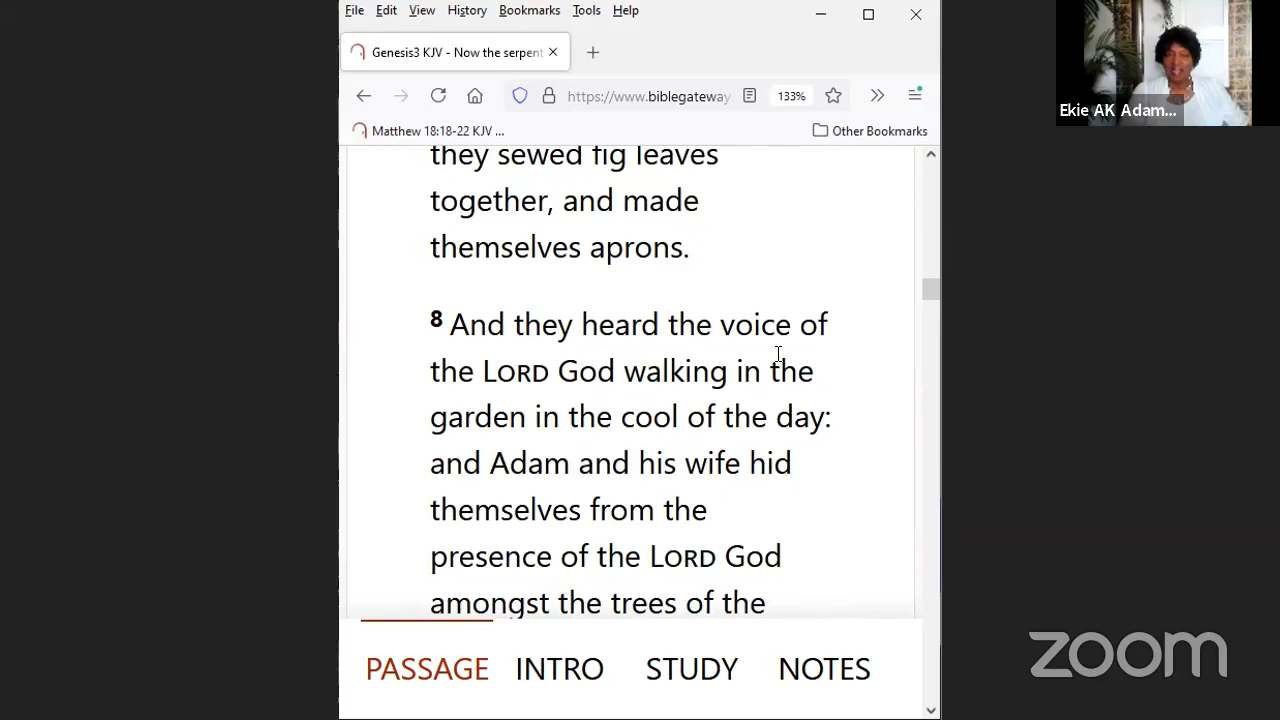 File Edit View History Bookmarks Tools Help
Genesis3 KJV - Now the serpent
https://www.biblegateway 133%
Matthew 18:18-22 KJV ... Other Bookmarks
they sewed fig leaves
together, and made
themselves aprons.
8 And they heard the voice of
the LORD God walking in the
garden in the cool of the day:
and Adam and his wife hid
themselves from the
presence of the LORD God
amongst the trees of the
PASSAGE INTRO STUDY NOTES
Ekie AK Adam...
zoom